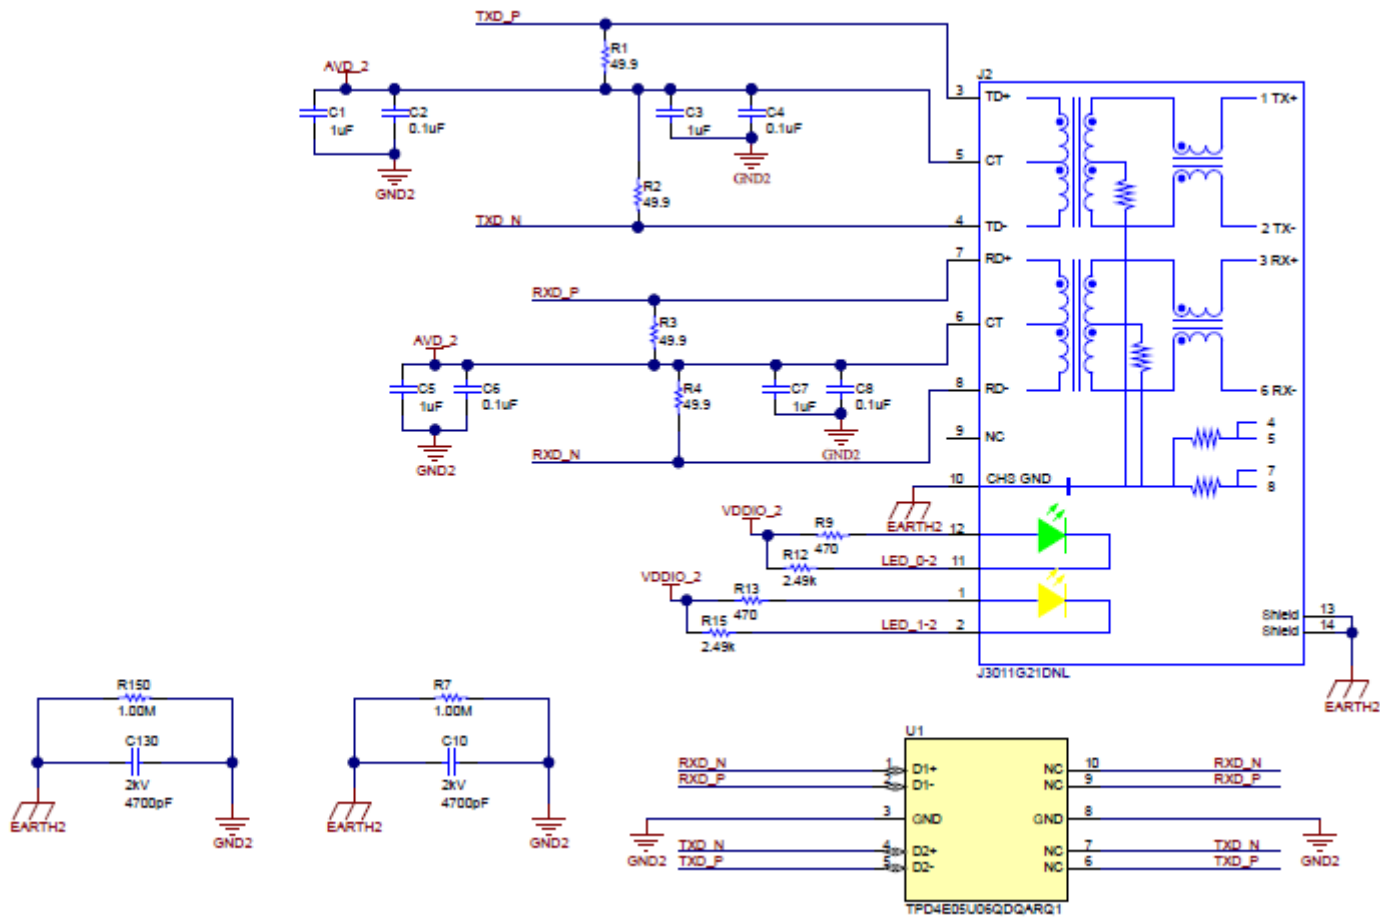 TXD_P
R1
49.9
AVD_2
C1
1uF
C2
0.1uF
C3
1uF
C4
0.1uF
GND2
GND2
R2
49.9
TXD_N
RXD_P
R3
49.9
AVD_2
C5
1uF
C6
0.1uF
R4
49.9
C7
1uF
C8
0.1uF
GND2
GND2
RXD_N
J2
3 TD+
1 TX+
5 CT
4 TD-
2 TX-
7 RD+
3 RX+
6 CT
8 RD-
6 RX-
9 NC
4
5
7
8
10 CHS GND
EARTH2
VDDIO_2
R9
470
12
R12
2.49k
LED_0-2
11
VDDIO_2
R13
470
1
R15
2.49k
LED_1-2
2
Shield 13
Shield 14
EARTH2
J3011G21DNL
R150
1.00M
C130
2kV
4700pF
EARTH2
GND2
R7
1.00M
C10
2kV
4700pF
EARTH2
GND2
U1
RXD_N 1 D1+ NC 10 RXD_N
RXD_P 2 D1- NC 9 RXD_P
3 GND GND 8
GND2
GND2
TXD_N 4 D2+ NC 7 TXD_N
TXD_P 5 D2- NC 6 TXD_P
TPD4E05U06QDQARQ1